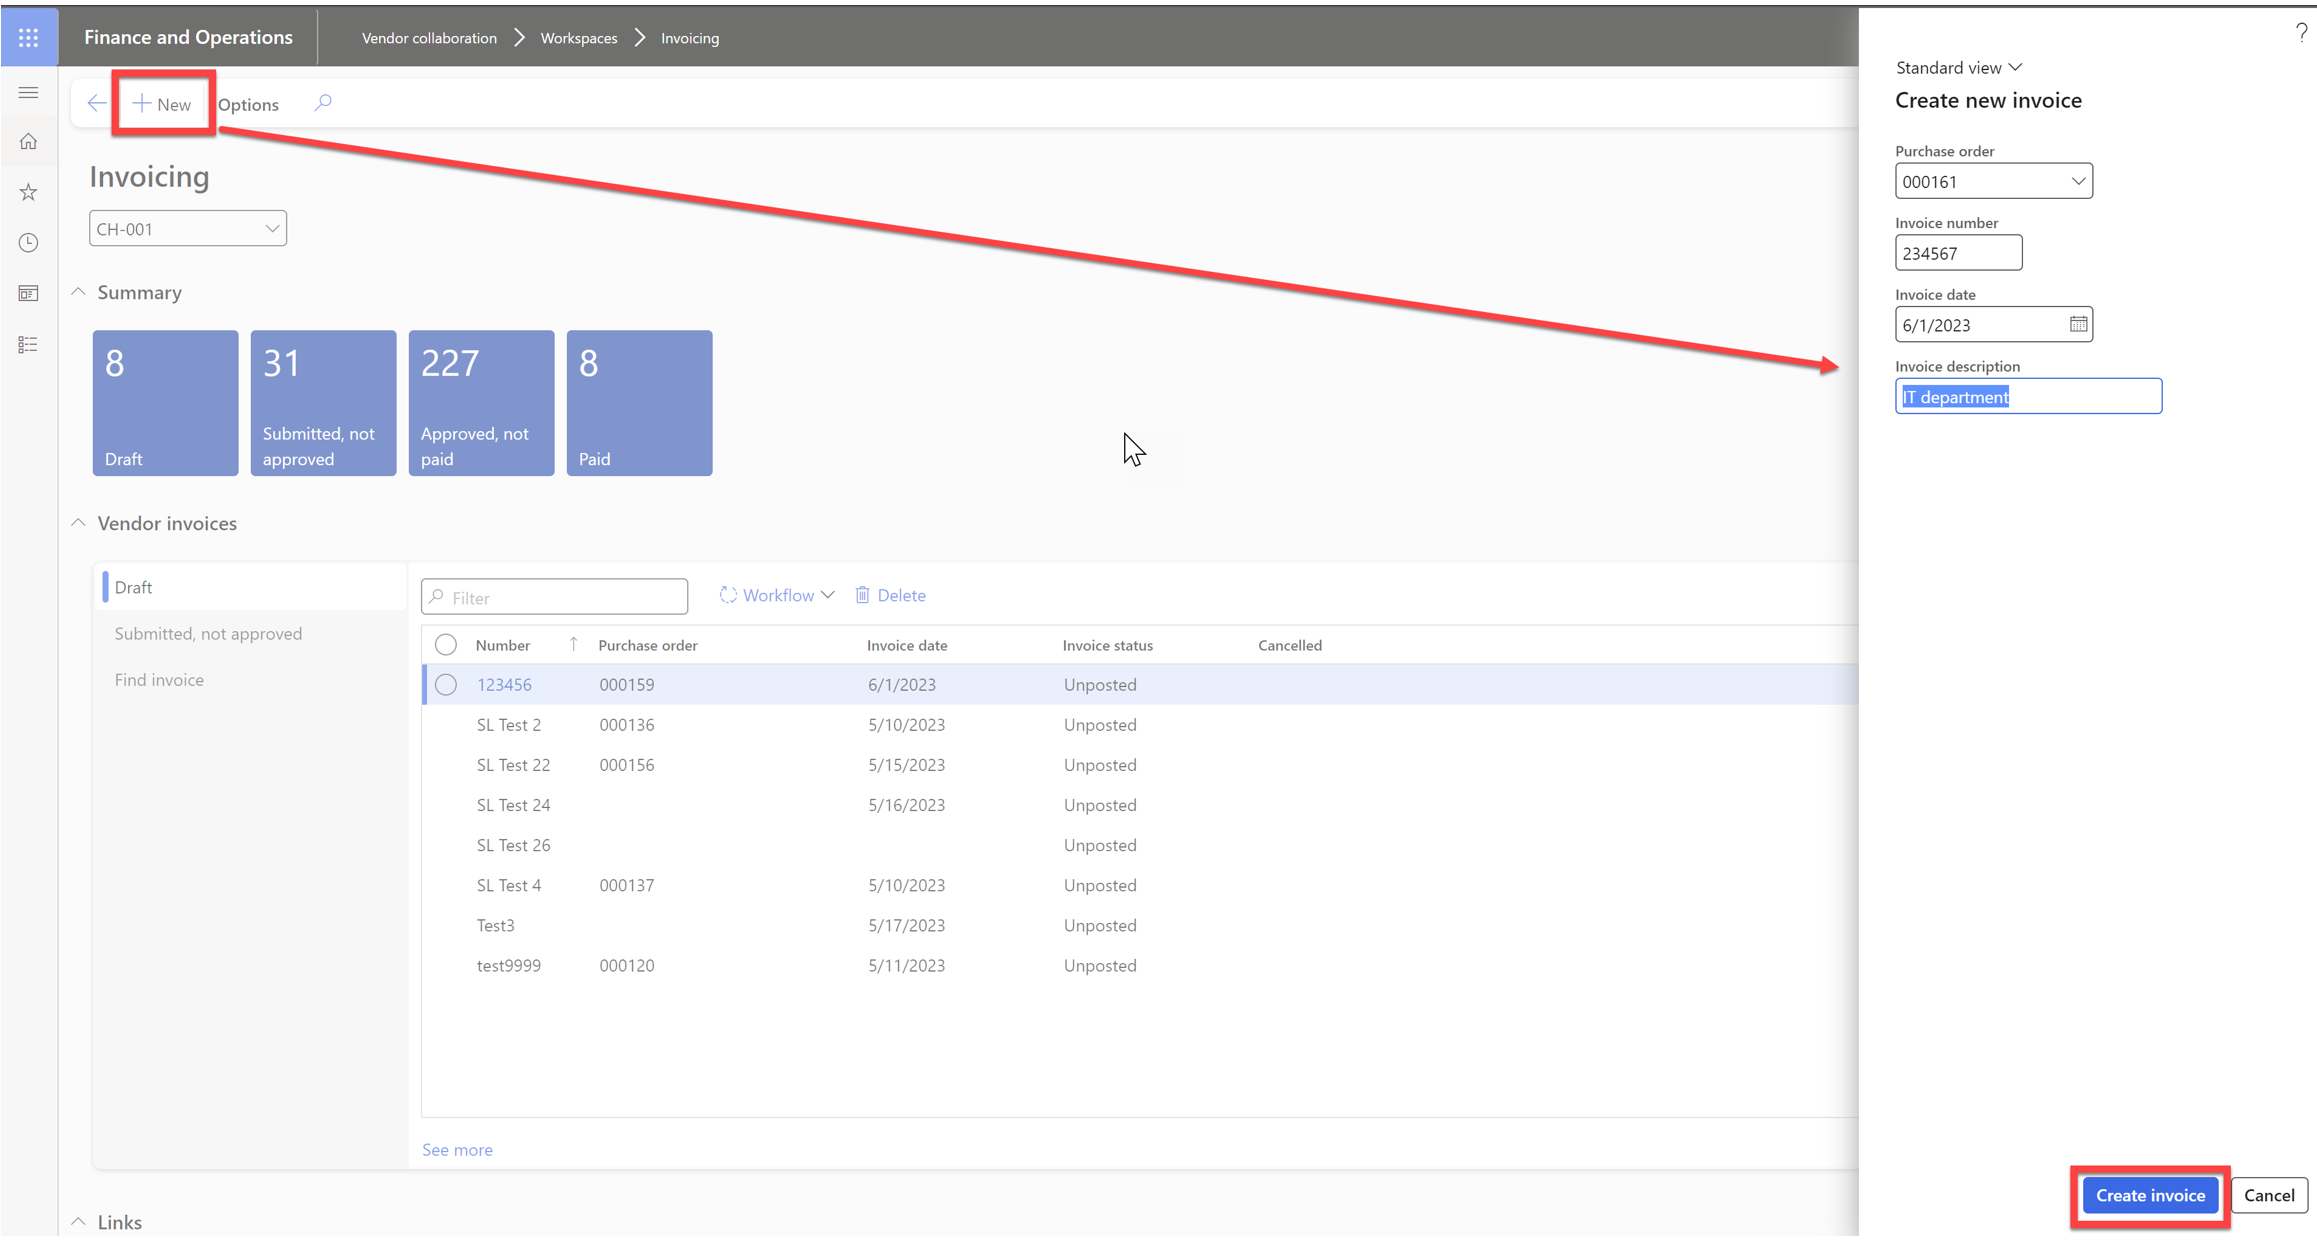 Finance and Operations
Vendor collaboration > Workspaces > Invoicing
?
New Options
Invoicing
CH-001
Summary
8
Draft
31
Submitted, not
approved
227
Approved, not
paid
8
Paid
Vendor invoices
Draft
Submitted, not approved
Find invoice
Filter
Workflow
Delete
Number Purchase order Invoice date Invoice status Cancelled
123456 000159 6/1/2023 Unposted
SL Test 2 000136 5/10/2023 Unposted
SL Test 22 000156 5/15/2023 Unposted
SL Test 24 5/16/2023 Unposted
SL Test 26 Unposted
SL Test 4 000137 5/10/2023 Unposted
Test3 5/17/2023 Unposted
test9999 000120 5/11/2023 Unposted
See more
Links
Standard view
Create new invoice
Purchase order
000161
Invoice number
234567
Invoice date
6/1/2023
Invoice description
IT department
Create invoice Cancel